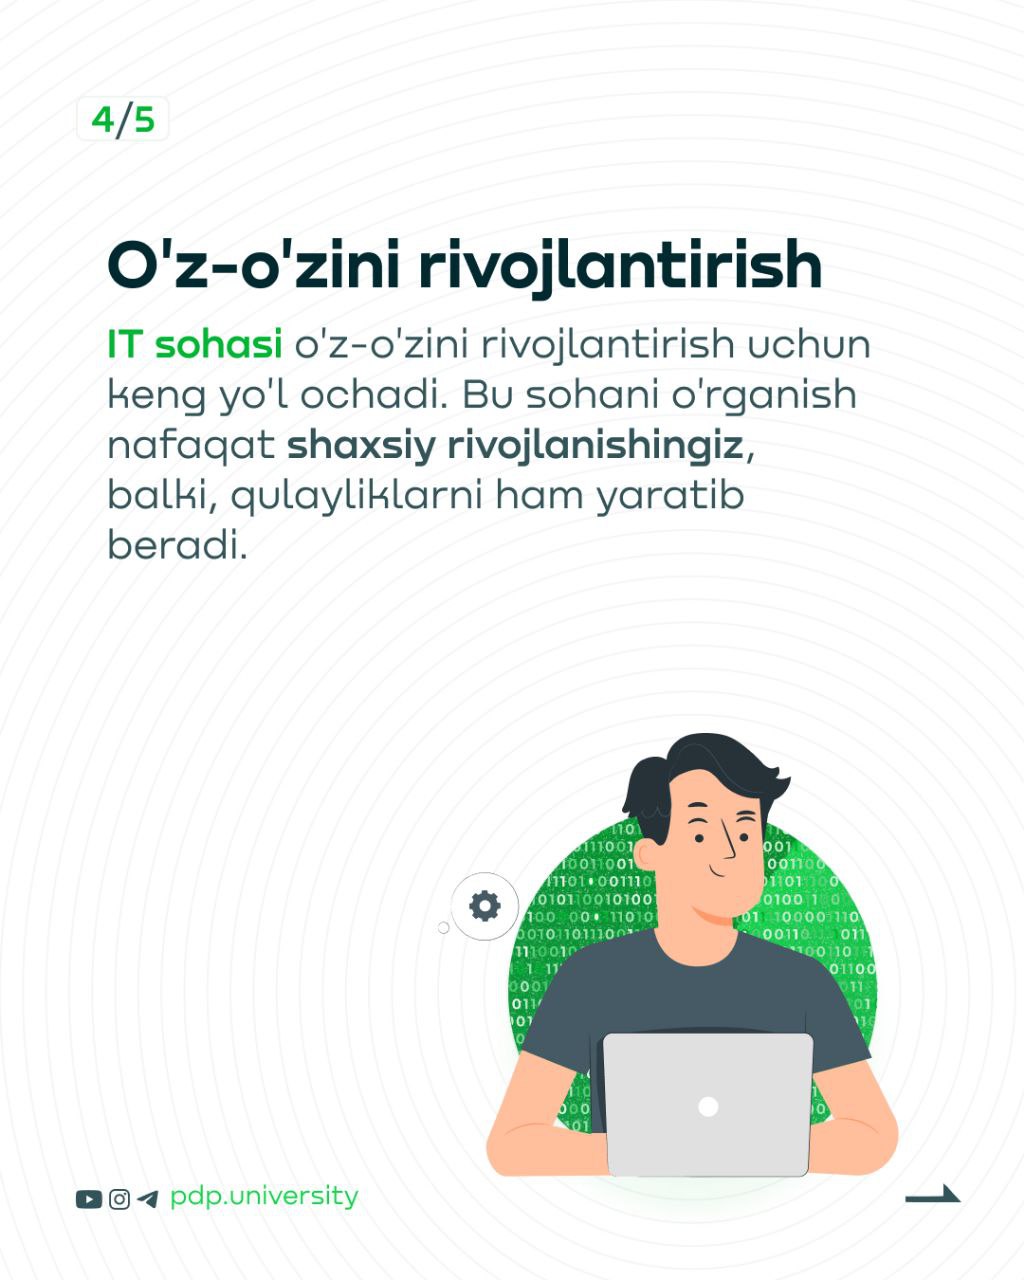 4/5
O'z-o'zini rivojlantirish
IT sohasi o'z-o'zini rivojlantirish uchun
keng yo'l ochadi. Bu sohani o'rganish
nafaqat shaxsiy rivojlanishingiz,
balki, qulayliklarni ham yaratib
beradi.
pdp.university